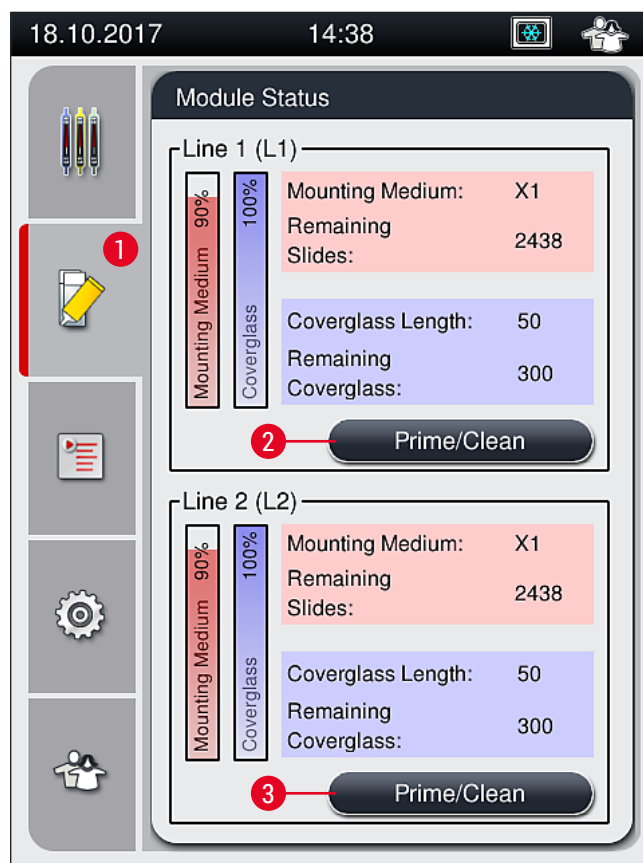 18.10.2017 14:38
Module Status
1
Line 1 (L1)
Mounting Medium 90%
Coverglass 100%
Mounting Medium: X1
Remaining
Slides: 2438
Coverglass Length: 50
Remaining
Coverglass: 300
2 Prime/Clean
Line 2 (L2)
Mounting Medium 90%
Coverglass 100%
Mounting Medium: X1
Remaining
Slides: 2438
Coverglass Length: 50
Remaining
Coverglass: 300
3 Prime/Clean